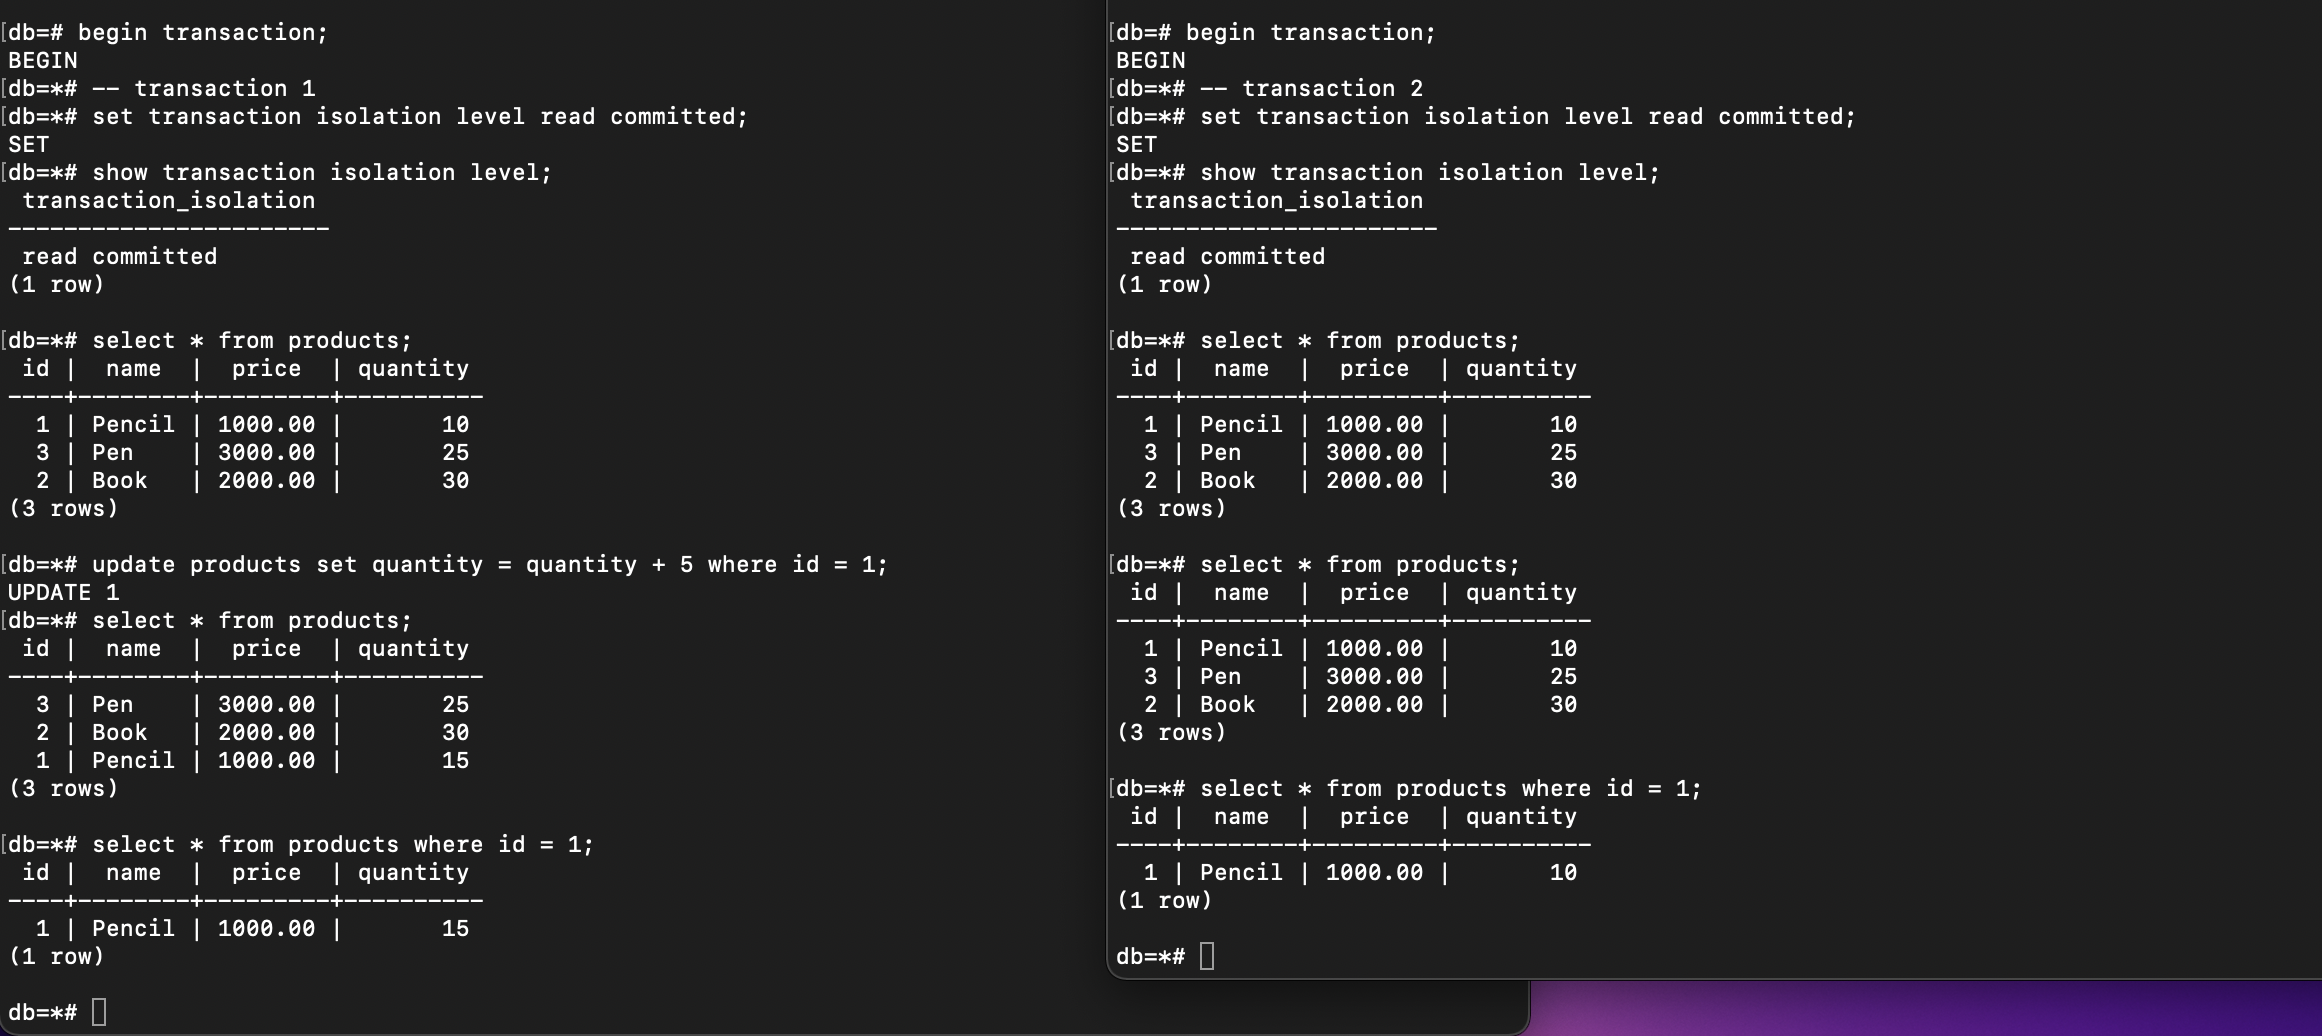 db=# begin transaction;
BEGIN
db=*# -- transaction 1
db=*# set transaction isolation level read committed;
SET
db=*# show transaction isolation level;
 transaction_isolation
-----------------------
 read committed
(1 row)

db=*# select * from products;
 id |  name  |  price  | quantity
----+--------+---------+----------
  1 | Pencil | 1000.00 |       10
  3 | Pen    | 3000.00 |       25
  2 | Book   | 2000.00 |       30
(3 rows)

db=*# update products set quantity = quantity + 5 where id = 1;
UPDATE 1
db=*# select * from products;
 id |  name  |  price  | quantity
----+--------+---------+----------
  3 | Pen    | 3000.00 |       25
  2 | Book   | 2000.00 |       30
  1 | Pencil | 1000.00 |       15
(3 rows)

db=*# select * from products where id = 1;
 id |  name  |  price  | quantity
----+--------+---------+----------
  1 | Pencil | 1000.00 |       15
(1 row)

db=*#
db=# begin transaction;
BEGIN
db=*# -- transaction 2
db=*# set transaction isolation level read committed;
SET
db=*# show transaction isolation level;
 transaction_isolation
-----------------------
 read committed
(1 row)

db=*# select * from products;
 id |  name  |  price  | quantity
----+--------+---------+----------
  1 | Pencil | 1000.00 |       10
  3 | Pen    | 3000.00 |       25
  2 | Book   | 2000.00 |       30
(3 rows)

db=*# select * from products;
 id |  name  |  price  | quantity
----+--------+---------+----------
  1 | Pencil | 1000.00 |       10
  3 | Pen    | 3000.00 |       25
  2 | Book   | 2000.00 |       30
(3 rows)

db=*# select * from products where id = 1;
 id |  name  |  price  | quantity
----+--------+---------+----------
  1 | Pencil | 1000.00 |       10
(1 row)

db=*#